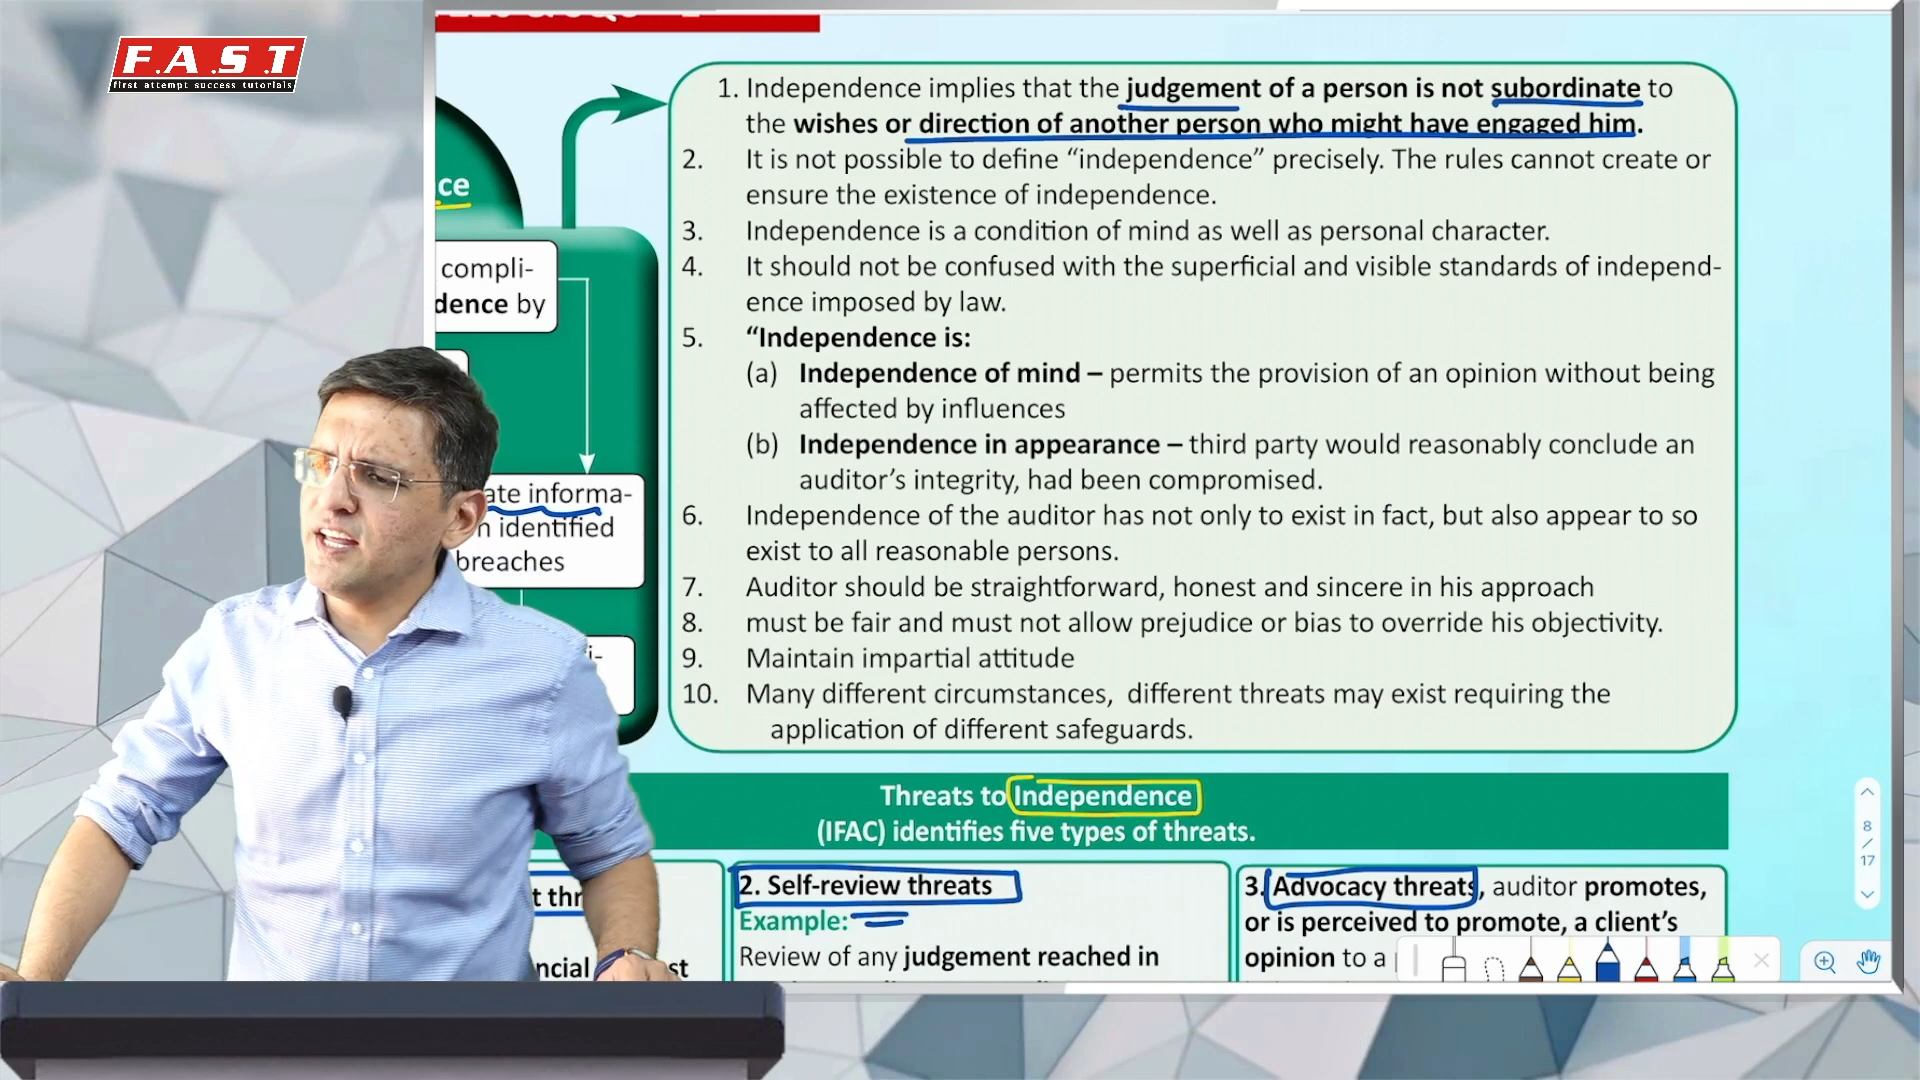 F.A.S.T
first attempt success tutorials
1. Independence implies that the judgement of a person is not subordinate to
the wishes or direction of another person who might have engaged him.
2. It is not possible to define “independence” precisely. The rules cannot create or
ensure the existence of independence.
3. Independence is a condition of mind as well as personal character.
4. It should not be confused with the superficial and visible standards of independ-
ence imposed by law.
5. “Independence is:
(a) Independence of mind – permits the provision of an opinion without being
affected by influences
(b) Independence in appearance – third party would reasonably conclude an
auditor’s integrity, had been compromised.
6. Independence of the auditor has not only to exist in fact, but also appear to so
exist to all reasonable persons.
7. Auditor should be straightforward, honest and sincere in his approach
8. must be fair and must not allow prejudice or bias to override his objectivity.
9. Maintain impartial attitude
10. Many different circumstances, different threats may exist requiring the
application of different safeguards.
ce
compli-
dence by
ate informa-
n identified
breaches
i-
Threats to Independence
(IFAC) identifies five types of threats.
t thr
ncial
st
2. Self-review threats
Example:
Review of any judgement reached in
3. Advocacy threats, auditor promotes,
or is perceived to promote, a client’s
opinion to a
8
/
17